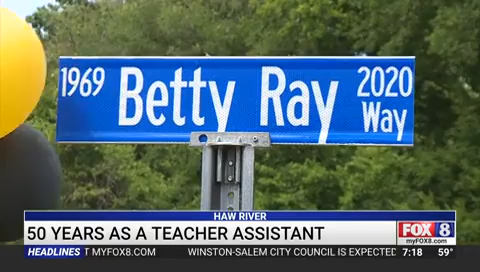 1969 Betty Ray 2020
Way
HAW RIVER
50 YEARS AS A TEACHER ASSISTANT
FOX 8
myFOX8.com
HEADLINES T MYFOX8.COM WINSTON-SALEM CITY COUNCIL IS EXPECTED 7:18 59°